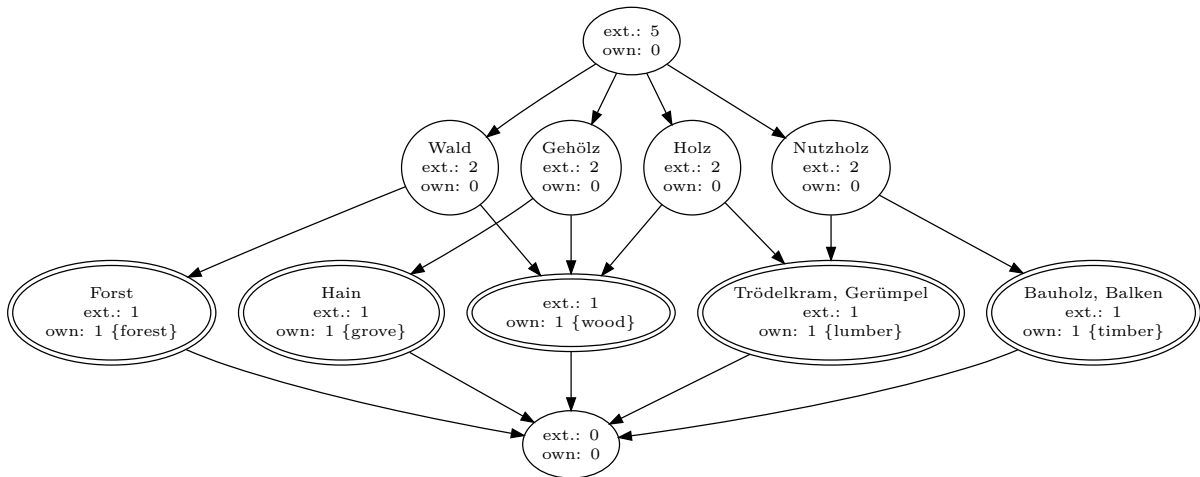 ext.: 5
own: 0
Wald
ext.: 2
own: 0
Gehölz
ext.: 2
own: 0
Holz
ext.: 2
own: 0
Nutzholz
ext.: 2
own: 0
Forst
ext.: 1
own: 1 {forest}
Hain
ext.: 1
own: 1 {grove}
ext.: 1
own: 1 {wood}
Trödelkram, Gerümpel
ext.: 1
own: 1 {lumber}
Bauholz, Balken
ext.: 1
own: 1 {timber}
ext.: 0
own: 0